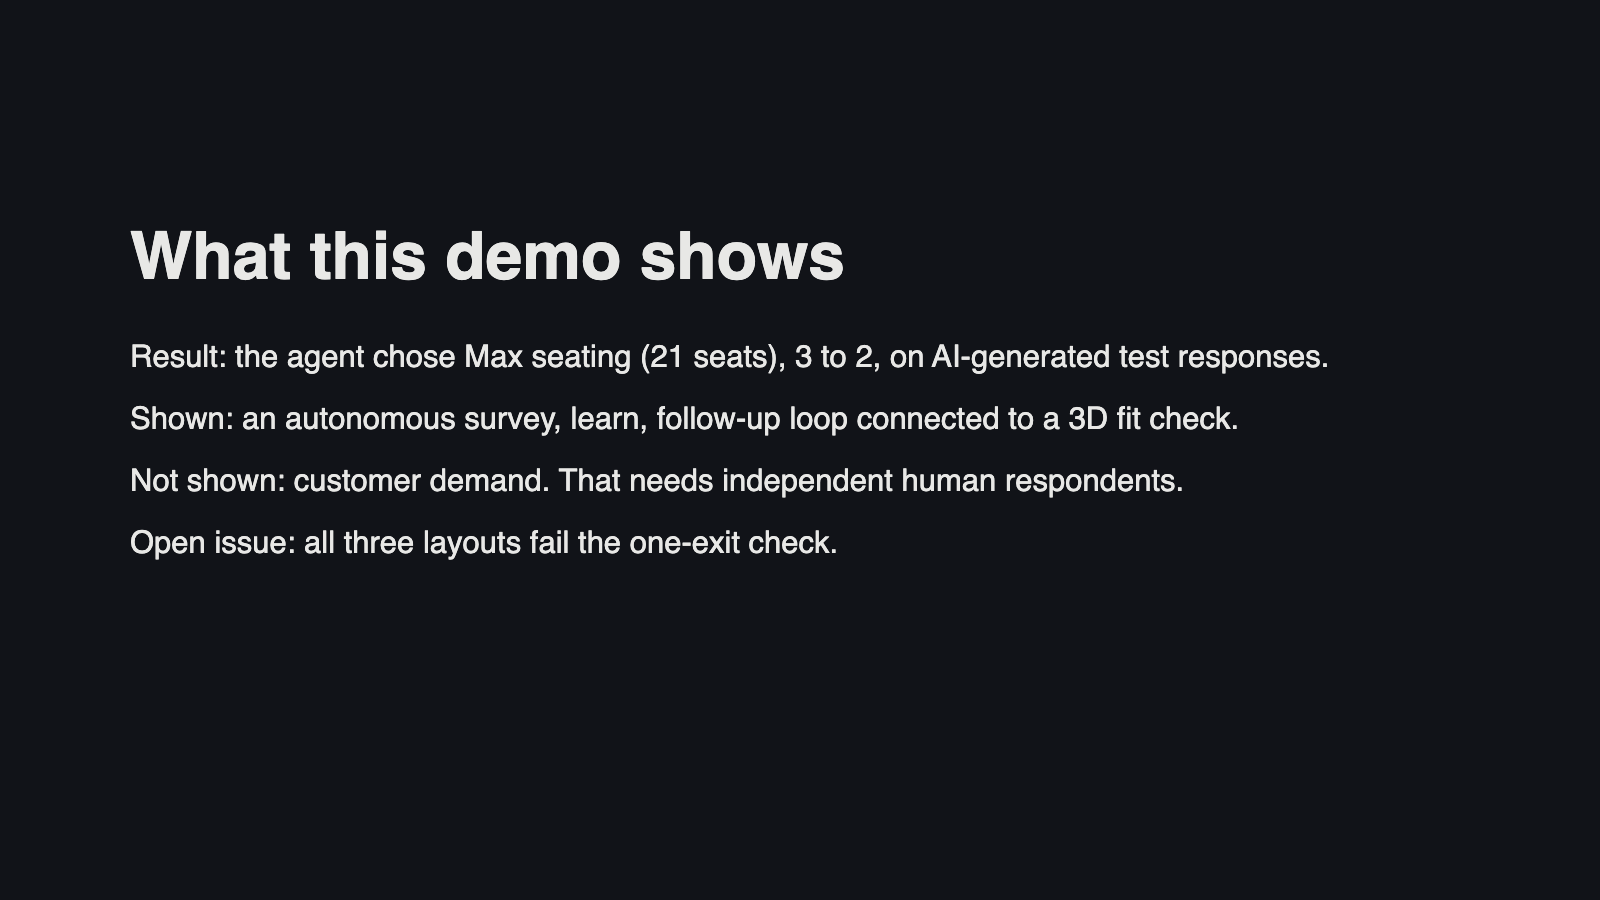 What this demo shows
Result: the agent chose Max seating (21 seats), 3 to 2, on AI-generated test responses.
Shown: an autonomous survey, learn, follow-up loop connected to a 3D fit check.
Not shown: customer demand. That needs independent human respondents.
Open issue: all three layouts fail the one-exit check.